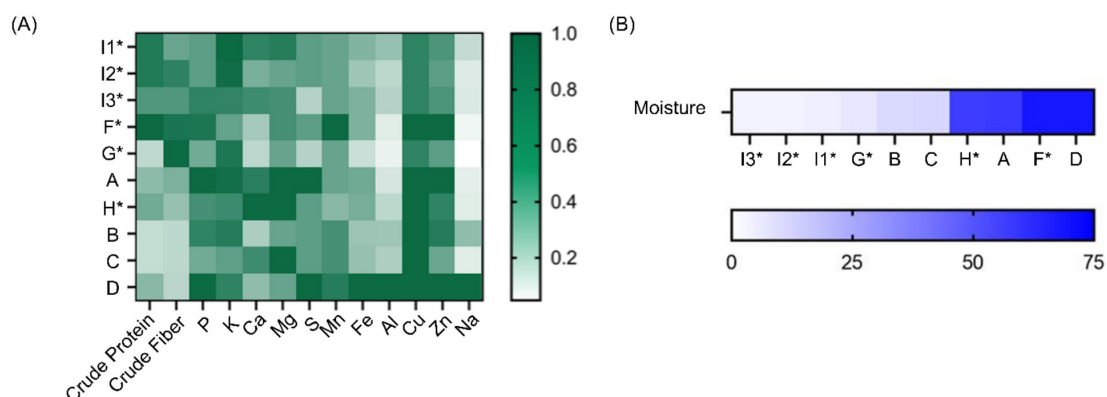 (A)
I1*
I2*
I3*
F*
G*
A
H*
B
C
D
Crude Protein
Crude Fiber
P
K
Ca
Mg
S
Mn
Fe
Al
Cu
Zn
Na
1.0
0.8
0.6
0.4
0.2
(B)
Moisture
I3* I2* I1* G* B C H* A F* D
0 25 50 75